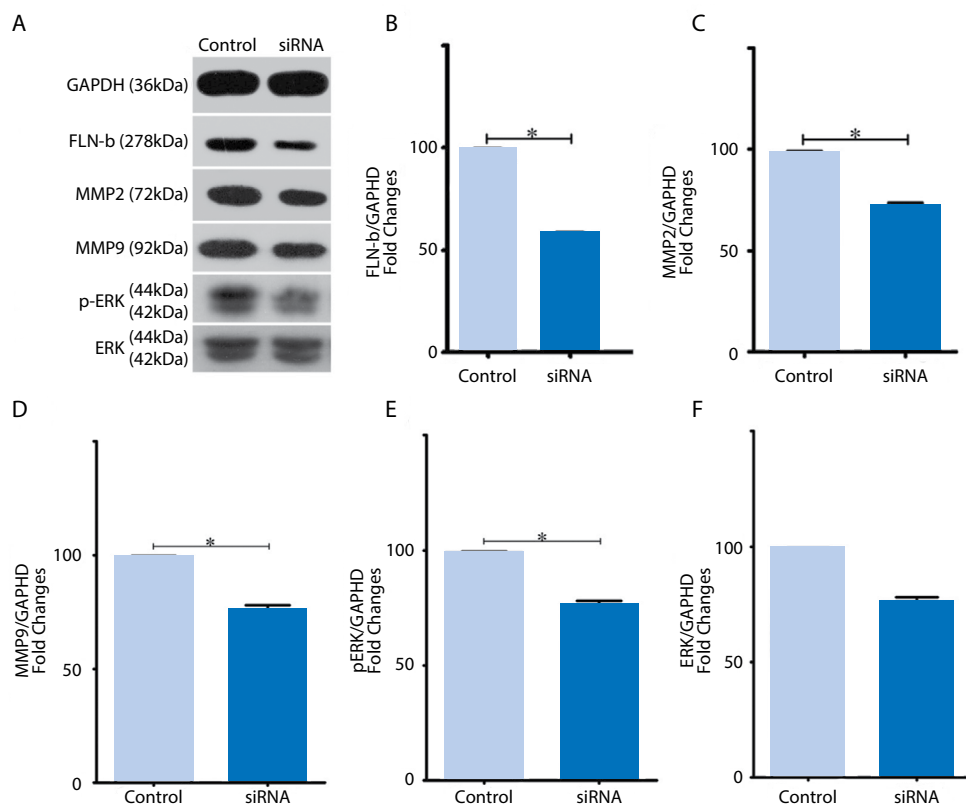 A
Control siRNA
GAPDH (36kDa)
FLN-b (278kDa)
MMP2 (72kDa)
MMP9 (92kDa)
p-ERK (44kDa)
(42kDa)
ERK (44kDa)
(42kDa)
B
FLN-b/GAPHD
Fold Changes
100
50
0
*
Control siRNA
C
MMP2/GAPHD
Fold Changes
100
50
0
*
Control siRNA
D
MMP9/GAPHD
Fold Changes
100
50
0
*
Control siRNA
E
pERK/GAPHD
Fold Changes
100
50
0
*
Control siRNA
F
ERK/GAPHD
Fold Changes
100
50
0
Control siRNA